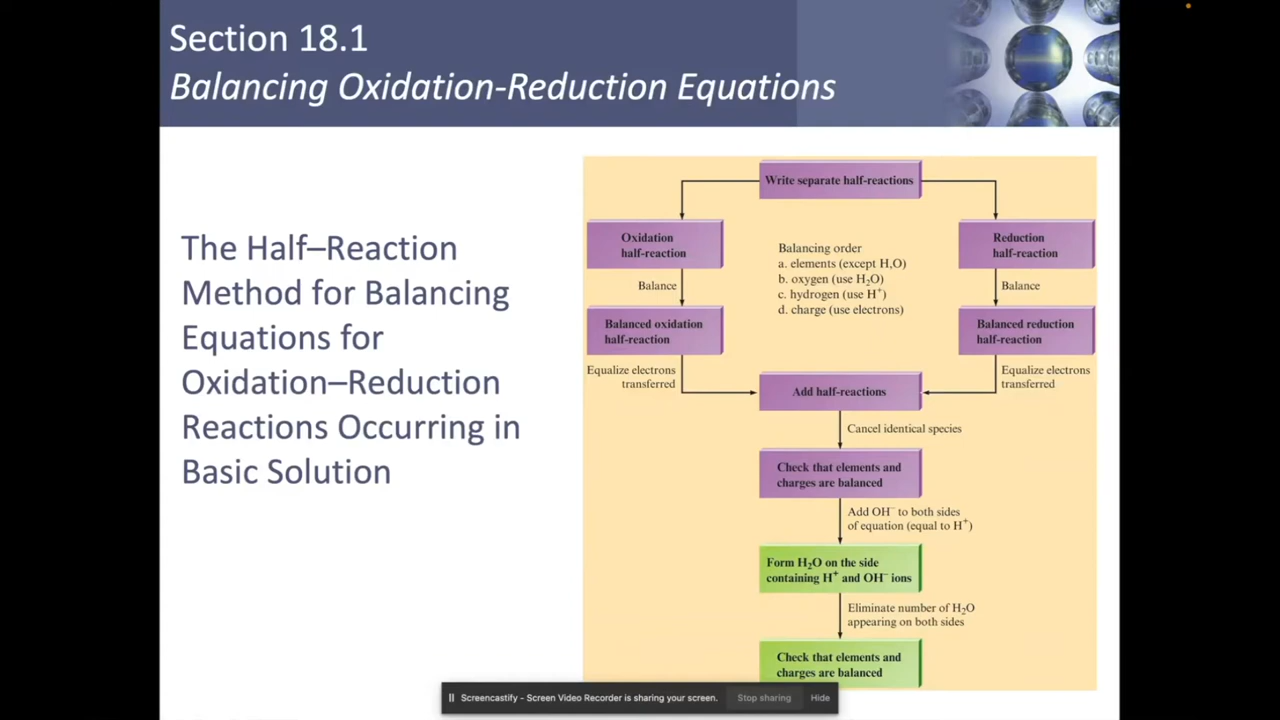 Section 18.1
Balancing Oxidation-Reduction Equations
The Half–Reaction
Method for Balancing
Equations for
Oxidation–Reduction
Reactions Occurring in
Basic Solution
Write separate half-reactions
Oxidation
half-reaction
Balancing order
a. elements (except H,O)
b. oxygen (use H₂O)
c. hydrogen (use H⁺)
d. charge (use electrons)
Reduction
half-reaction
Balance
Balance
Balanced oxidation
half-reaction
Balanced reduction
half-reaction
Equalize electrons
transferred
Equalize electrons
transferred
Add half-reactions
Cancel identical species
Check that elements and
charges are balanced
Add OH⁻ to both sides
of equation (equal to H⁺)
Form H₂O on the side
containing H⁺ and OH⁻ ions
Eliminate number of H₂O
appearing on both sides
Check that elements and
charges are balanced
Screencastify - Screen Video Recorder is sharing your screen.
Stop sharing
Hide